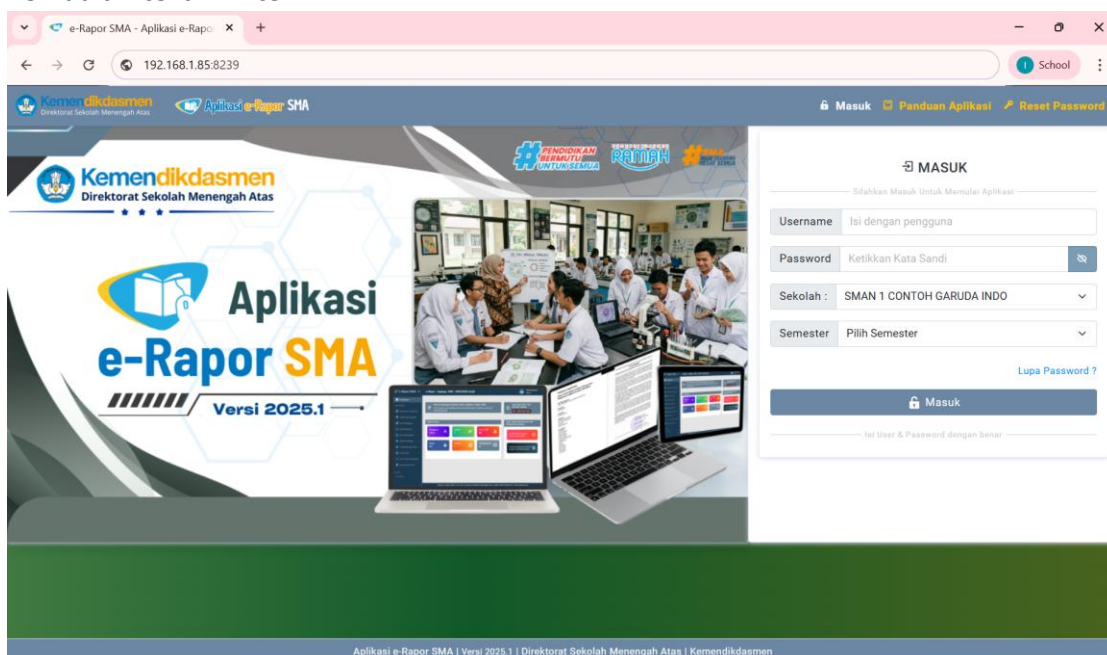 e-Rapor SMA - Aplikasi e-Rapo
192.168.1.85:8239
School
Kemendikdasmen
Direktorat Sekolah Menengah Atas
Aplikasi e-Rapor SMA
Masuk
Panduan Aplikasi
Reset Password
Kemendikdasmen
Direktorat Sekolah Menengah Atas
#PENDIDIKAN
BERMUTU
UNTUK SEMUA
RAMAH
Aplikasi
e-Rapor SMA
Versi 2025.1
MASUK
Silahkan Masuk Untuk Memulai Aplikasi
Username
Isi dengan pengguna
Password
Ketikkan Kata Sandi
Sekolah :
SMAN 1 CONTOH GARUDA INDO
Semester
Pilih Semester
Lupa Password ?
Masuk
Isi User & Password dengan benar
Aplikasi e-Rapor SMA | Versi 2025.1 | Direktorat Sekolah Menengah Atas | Kemendikdasmen